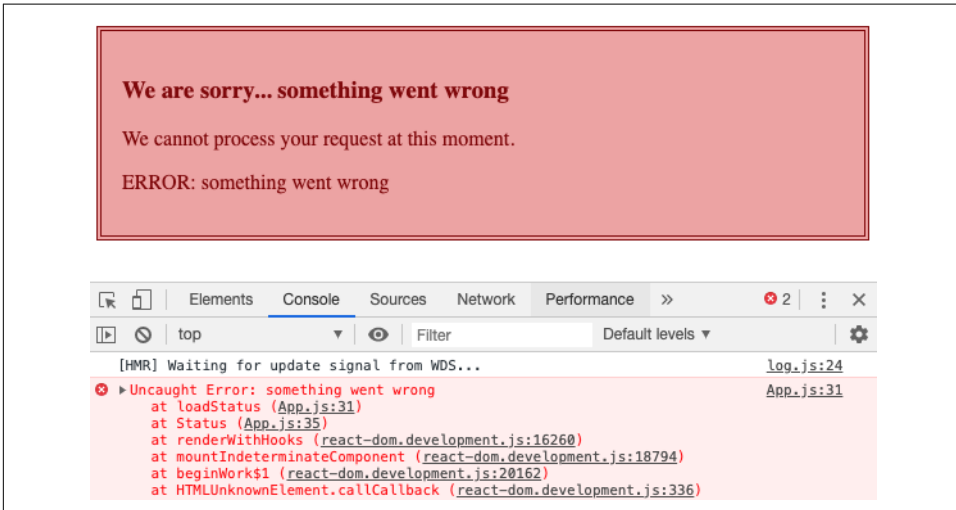 We are sorry... something went wrong
We cannot process your request at this moment.
ERROR: something went wrong
Elements Console Sources Network Performance » 2
top ▼ Filter Default levels ▼
[HMR] Waiting for update signal from WDS... log.js:24
▶Uncaught Error: something went wrong App.js:31
at loadStatus (App.js:31)
at Status (App.js:35)
at renderWithHooks (react-dom.development.js:16260)
at mountIndeterminateComponent (react-dom.development.js:18794)
at beginWork$1 (react-dom.development.js:20162)
at HTMLUnknownElement.callCallback (react-dom.development.js:336)